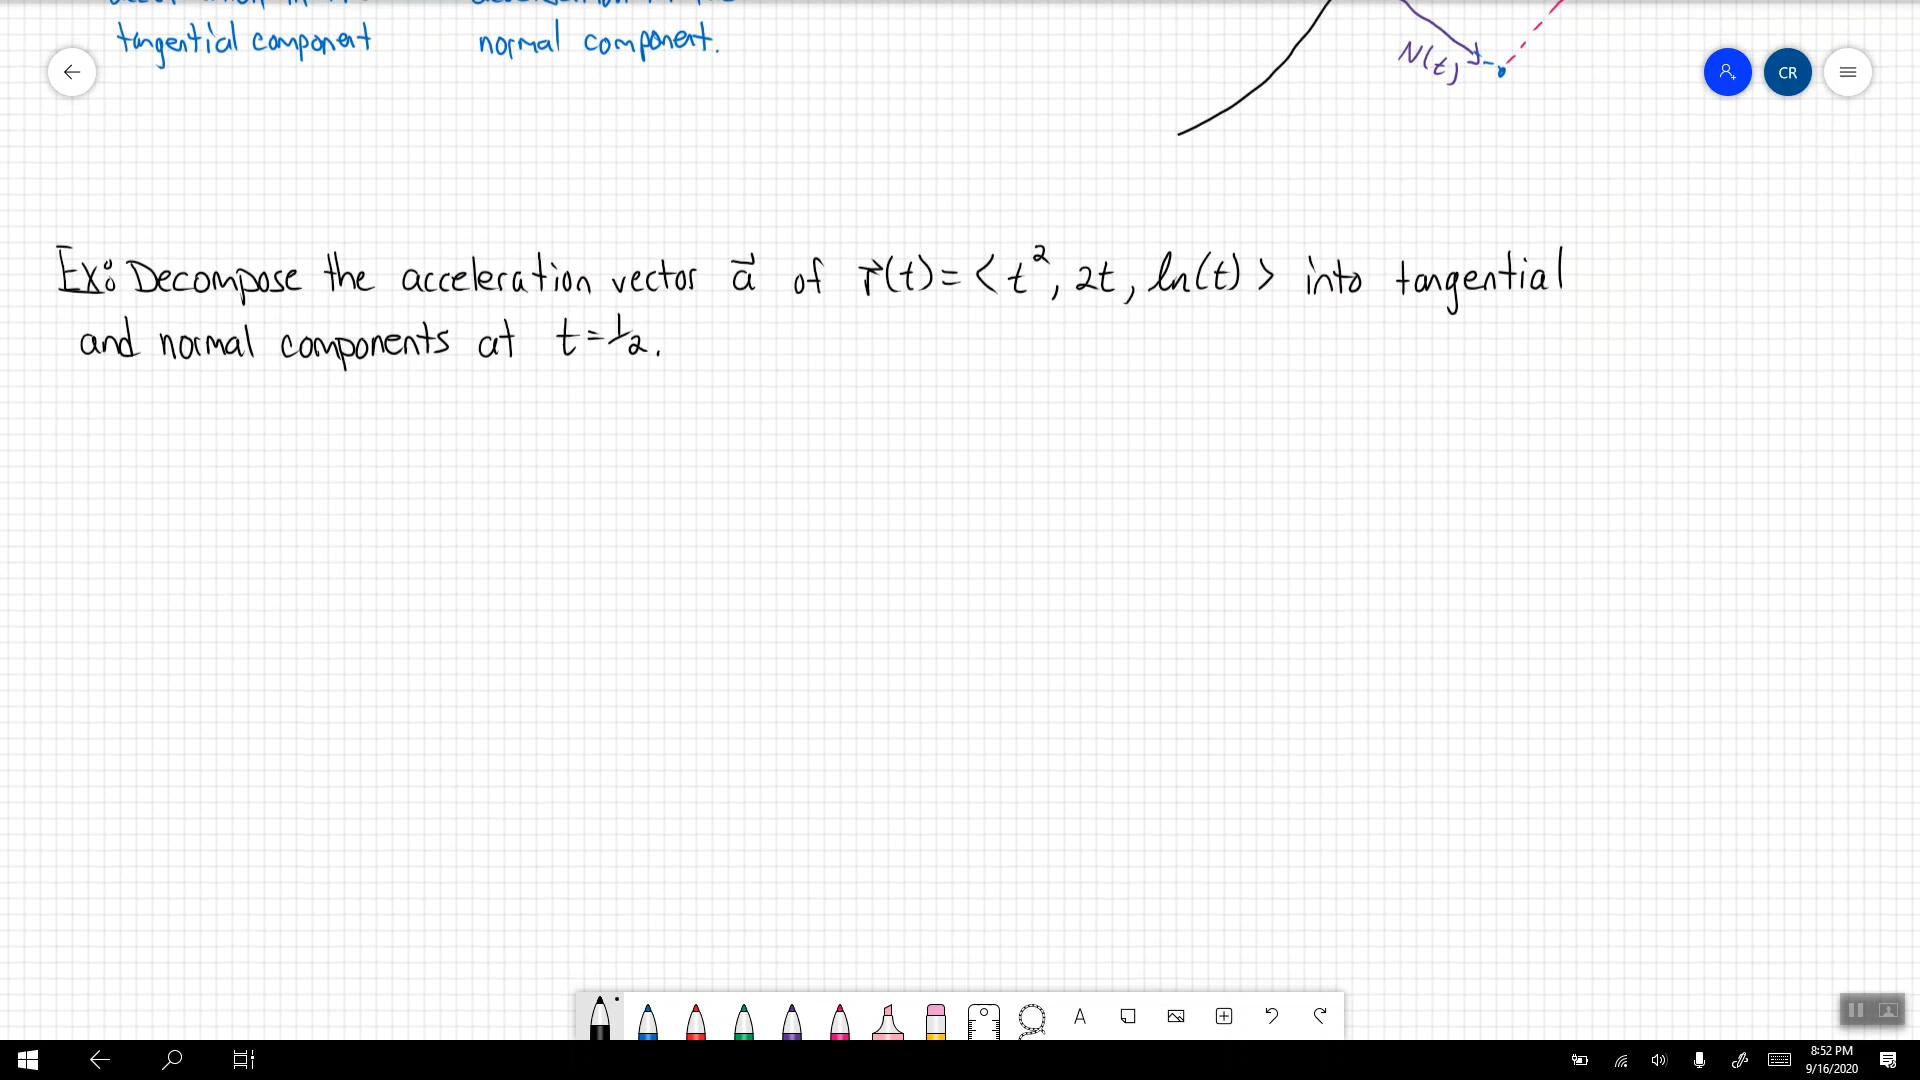 tangential component normal component.
N(t)
CR
Ex: Decompose the acceleration vector a⃗ of r⃗(t) = < t², 2t, ln(t) > into tangential
and normal components at t = 1/2.
A
8:52 PM
9/16/2020